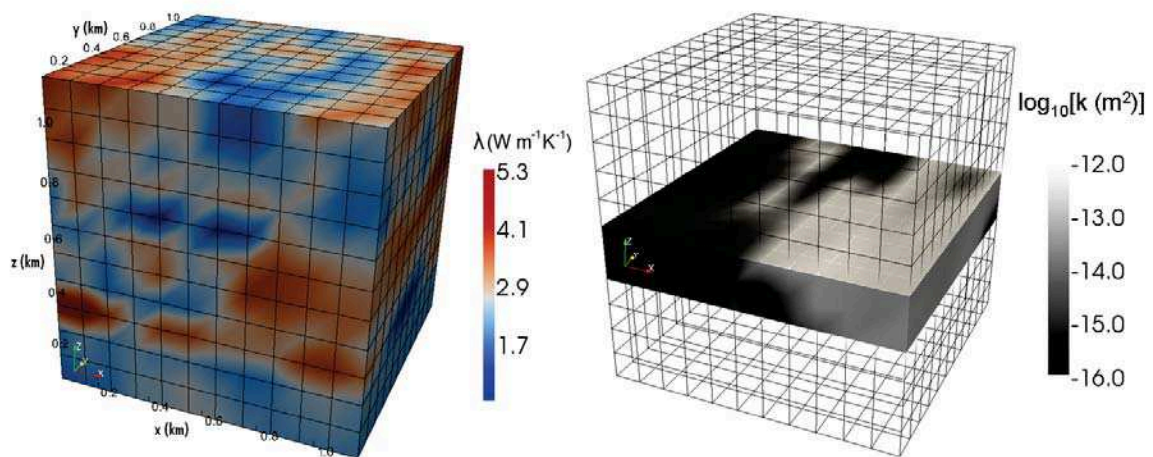 y (km)
0.2
0.4
0.6
0.8
1.0
1.0
0.8
0.6
z (km)
0.4
0.2
Z
Y
X
0.2
0.4
x (km)
0.6
0.8
1.0
λ (W m⁻¹K⁻¹)
5.3
4.1
2.9
1.7
Z
Y
X
log₁₀[k (m²)]
-12.0
-13.0
-14.0
-15.0
-16.0